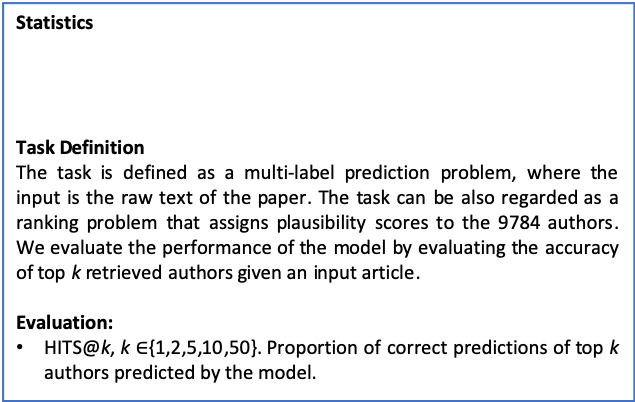 Statistics
Task Definition
The task is defined as a multi-label prediction problem, where the
input is the raw text of the paper. The task can be also regarded as a
ranking problem that assigns plausibility scores to the 9784 authors.
We evaluate the performance of the model by evaluating the accuracy
of top k retrieved authors given an input article.
Evaluation:
• HITS@k, k ∈{1,2,5,10,50}. Proportion of correct predictions of top k
authors predicted by the model.